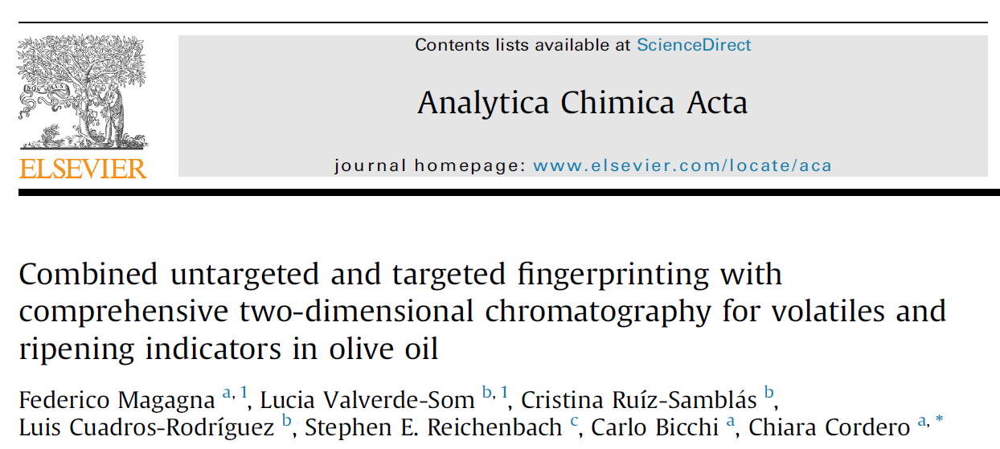 Contents lists available at ScienceDirect
Analytica Chimica Acta
journal homepage: www.elsevier.com/locate/aca
NON SOLUS
ELSEVIER
Combined untargeted and targeted fingerprinting with
comprehensive two-dimensional chromatography for volatiles and
ripening indicators in olive oil
Federico Magagna a, 1, Lucia Valverde-Som b, 1, Cristina Ruíz-Samblás b,
Luis Cuadros-Rodríguez b, Stephen E. Reichenbach c, Carlo Bicchi a, Chiara Cordero a, *